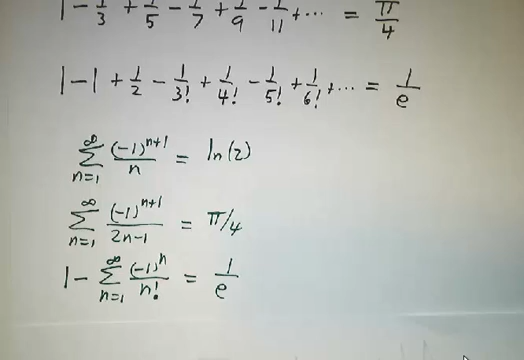 1 - 1/3 + 1/5 - 1/7 + 1/9 - 1/11 + ... = π/4
1 - 1 + 1/2 - 1/3! + 1/4! - 1/5! + 1/6! + ... = 1/e
∑_{n=1}^{∞} (-1)^{n+1}/n = ln(2)
∑_{n=1}^{∞} (-1)^{n+1}/(2n-1) = π/4
1 - ∑_{n=1}^{∞} (-1)^n/n! = 1/e